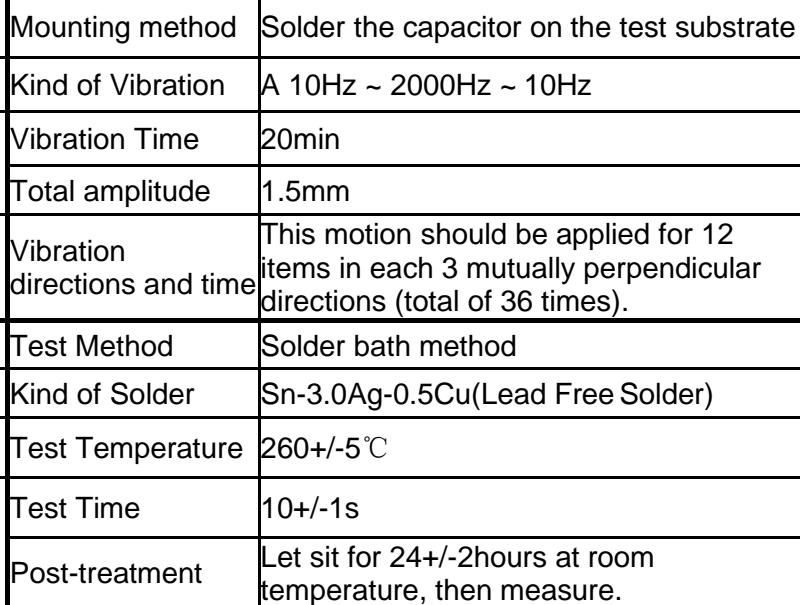 Mounting method Solder the capacitor on the test substrate
Kind of Vibration A 10Hz ~ 2000Hz ~ 10Hz
Vibration Time 20min
Total amplitude 1.5mm
Vibration
directions and time
This motion should be applied for 12
items in each 3 mutually perpendicular
directions (total of 36 times).
Test Method Solder bath method
Kind of Solder Sn-3.0Ag-0.5Cu(Lead Free Solder)
Test Temperature 260+/-5℃
Test Time 10+/-1s
Post-treatment
Let sit for 24+/-2hours at room
temperature, then measure.